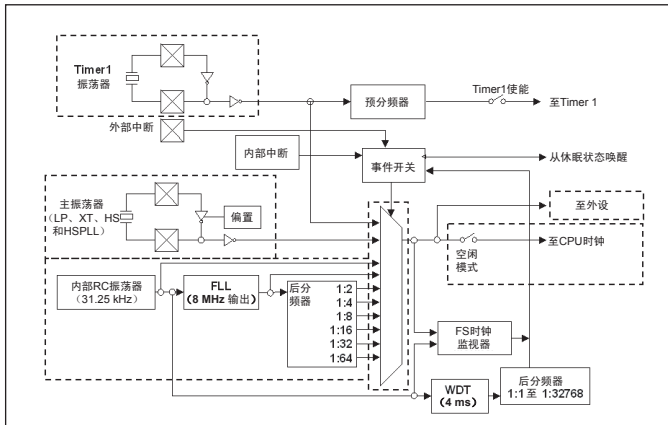 Timer1
振荡器
外部中断
预分频器
Timer1使能
至Timer 1
内部中断
事件开关
从休眠状态唤醒
主振荡器
(LP、XT、HS
和HSPLL)
偏置
至外设
空闲
模式
至CPU时钟
内部RC振荡器
(31.25 kHz)
FLL
(8 MHz 输出)
后分
频器
1:2
1:4
1:8
1:16
1:32
1:64
FS时钟
监视器
WDT
(4 ms)
后分频器
1:1 至 1:32768